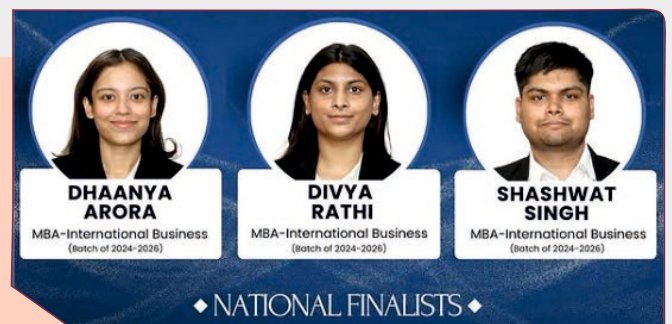 DHAANYA
ARORA
MBA-International Business
(Batch of 2024-2026)
DIVYA
RATHI
MBA-International Business
(Batch of 2024-2026)
SHASHWAT
SINGH
MBA-International Business
(Batch of 2024-2026)
NATIONAL FINALISTS